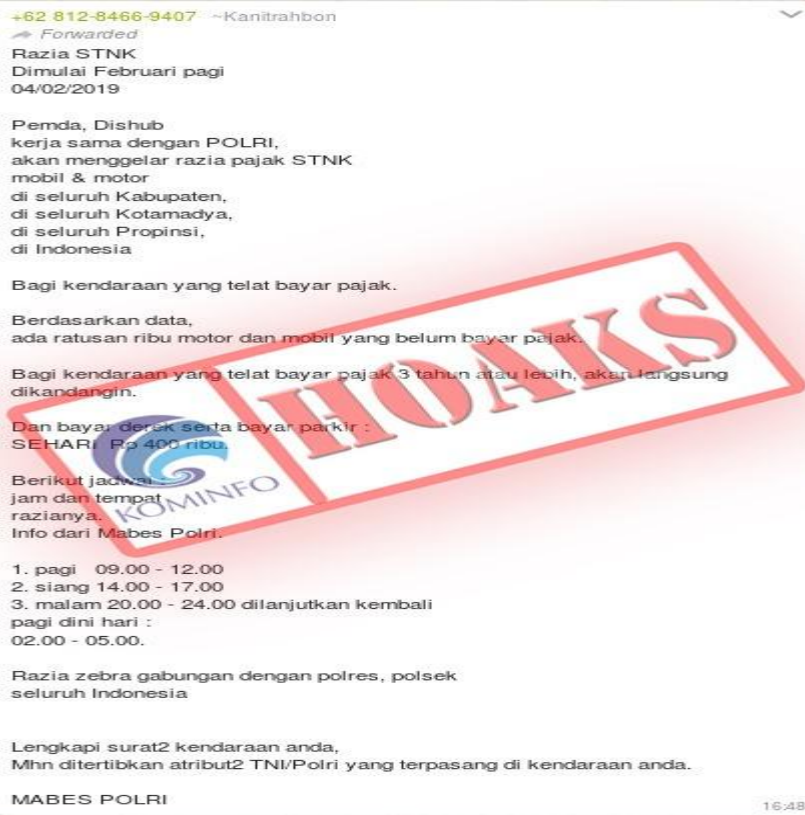 +62 812-8466-9407 ~Kanitrahbon
Forwarded
Razia STNK
Dimulai Februari pagi
04/02/2019
Pemda, Dishub
kerja sama dengan POLRI,
akan menggelar razia pajak STNK
mobil & motor
di seluruh Kabupaten,
di seluruh Kotamadya,
di seluruh Propinsi,
di Indonesia
Bagi kendaraan yang telat bayar pajak.
Berdasarkan data,
ada ratusan ribu motor dan mobil yang belum bayar pajak.
Bagi kendaraan yang telat bayar pajak 3 tahun atau lebih, akan langsung
dikandangin.
Dan bayar derek serta bayar parkir :
SEHARI Rp 400 ribu.
Berikut jadwal :
jam dan tempat
razianya.
Info dari Mabes Polri.
HOAKS
KOMINFO
1. pagi 09.00 - 12.00
2. siang 14.00 - 17.00
3. malam 20.00 - 24.00 dilanjutkan kembali
pagi dini hari :
02.00 - 05.00.
Razia zebra gabungan dengan polres, polsek
seluruh Indonesia
Lengkapi surat2 kendaraan anda,
Mhn ditertibkan atribut2 TNI/Polri yang terpasang di kendaraan anda.
MABES POLRI
16:48